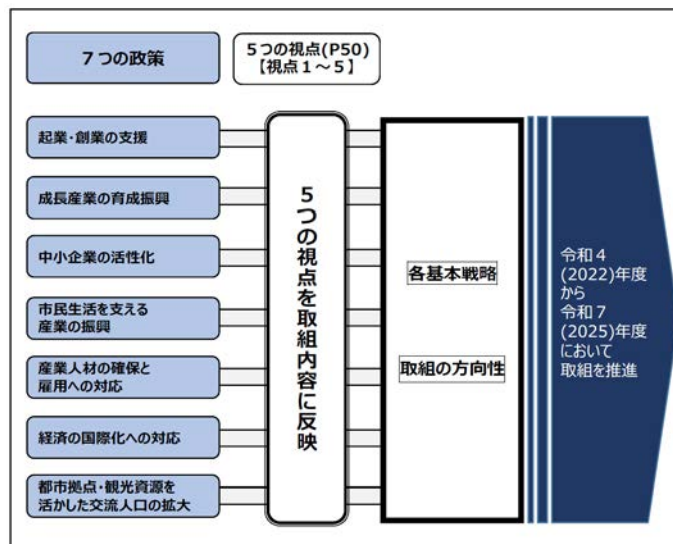 ７つの政策
５つの視点(P50)
【視点１～５】
起業・創業の支援
成長産業の育成振興
中小企業の活性化
市民生活を支える
産業の振興
産業人材の確保と
雇用への対応
経済の国際化への対応
都市拠点・観光資源を
活かした交流人口の拡大
５つの視点を取組内容に反映
各基本戦略
取組の方向性
令和４
(2022)年度
から
令和７
(2025)年度
において
取組を推進